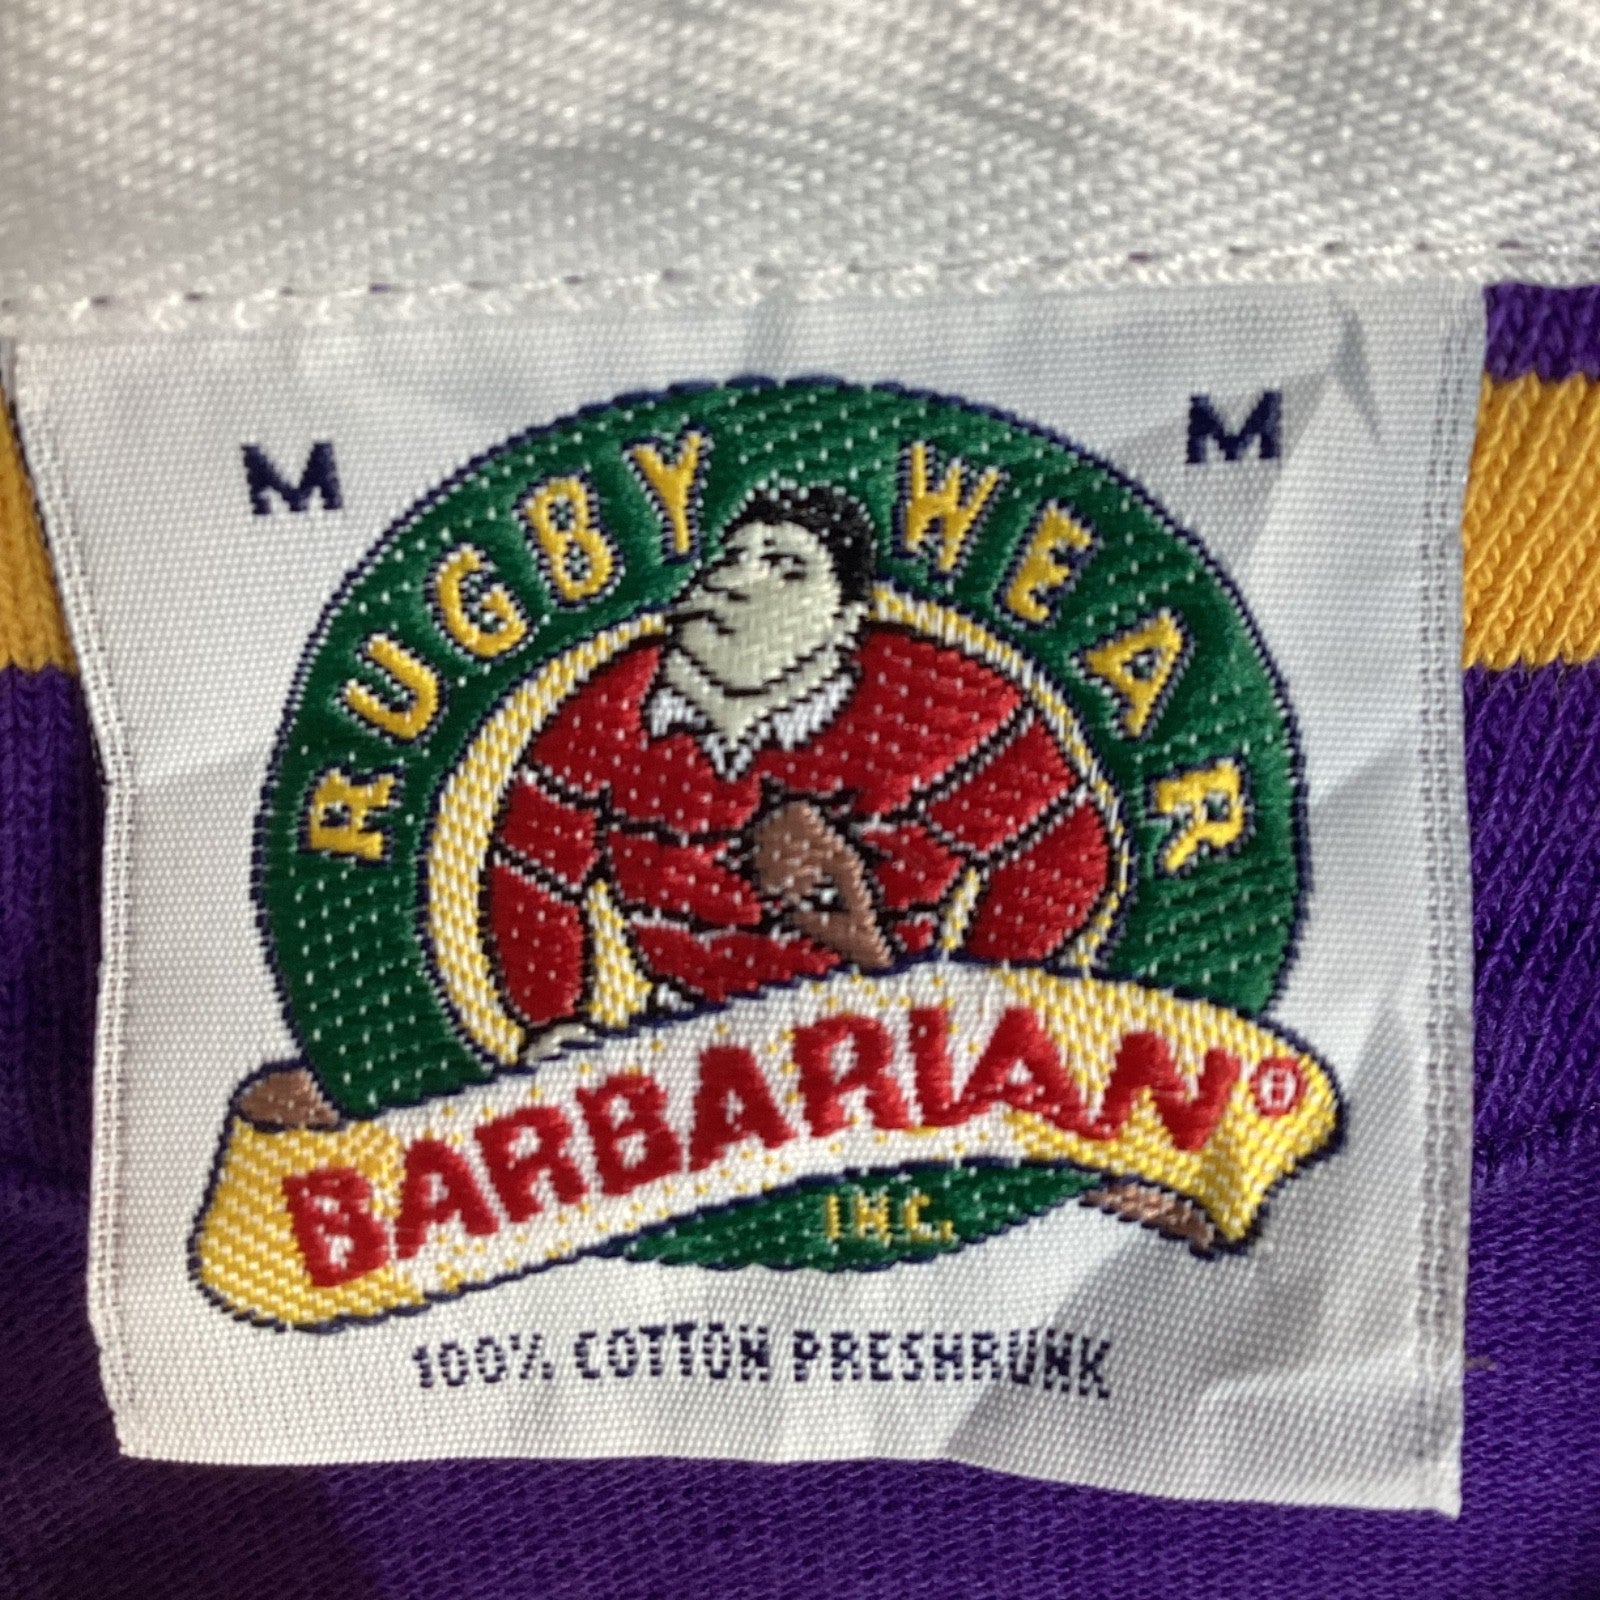 M M
RUGBY WEAR
BARBARIAN®
INC.
100% COTTON PRESHRUNK